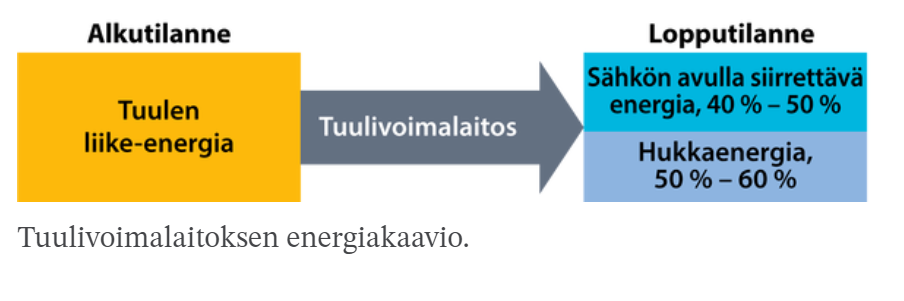 Alkutilanne
Lopputilanne
Tuulen
liike-energia
Tuulivoimalaitos
Sähkön avulla siirrettävä
energia, 40 % – 50 %
Hukkaenergia,
50 % – 60 %
Tuulivoimalaitoksen energiakaavio.